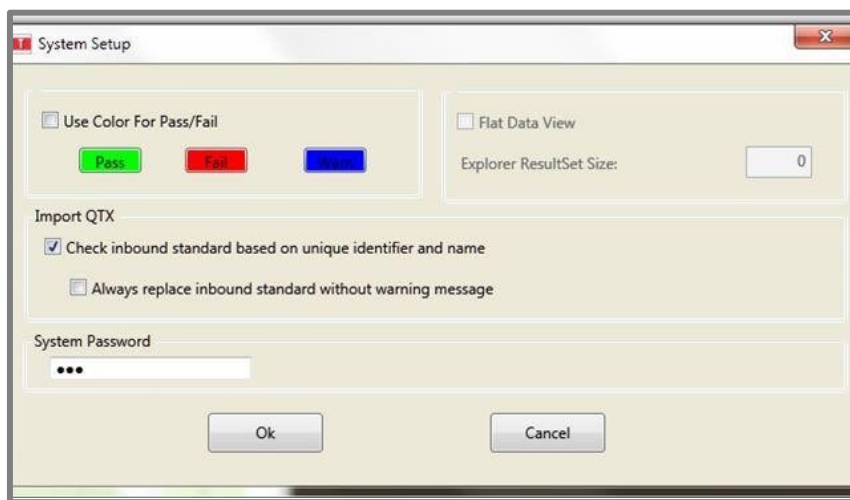 System Setup
Use Color For Pass/Fail
Pass Fail Warn
Flat Data View
Explorer ResultSet Size: 0
Import QTX
Check inbound standard based on unique identifier and name
Always replace inbound standard without warning message
System Password
•••
Ok Cancel